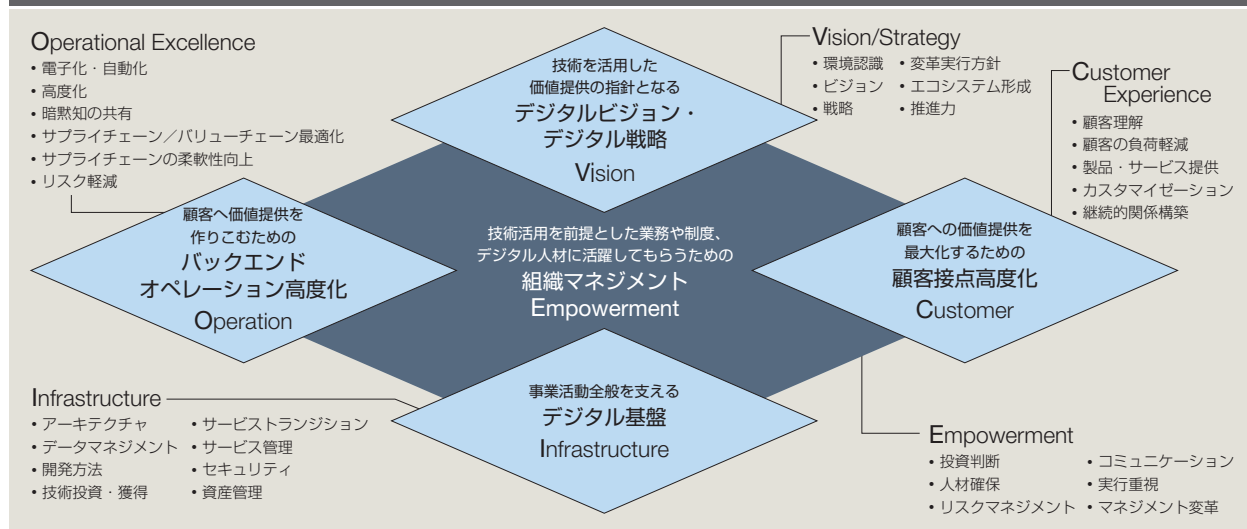 Operational Excellence
• 電子化・自動化
• 高度化
• 暗黙知の共有
• サプライチェーン／バリューチェーン最適化
• サプライチェーンの柔軟性向上
• リスク軽減
技術を活用した
価値提供の指針となる
デジタルビジョン・
デジタル戦略
Vision
Vision/Strategy
• 環境認識 • 変革実行方針
• ビジョン • エコシステム形成
• 戦略 • 推進力
Customer
Experience
• 顧客理解
• 顧客の負荷軽減
• 製品・サービス提供
• カスタマイゼーション
• 継続的関係構築
顧客へ価値提供を
作りこむための
バックエンド
オペレーション高度化
Operation
技術活用を前提とした業務や制度、
デジタル人材に活躍してもらうための
組織マネジメント
Empowerment
顧客への価値提供を
最大化するための
顧客接点高度化
Customer
Infrastructure
• アーキテクチャ • サービストランジション
• データマネジメント • サービス管理
• 開発方法 • セキュリティ
• 技術投資・獲得 • 資産管理
事業活動全般を支える
デジタル基盤
Infrastructure
Empowerment
• 投資判断 • コミュニケーション
• 人材確保 • 実行重視
• リスクマネジメント • マネジメント変革